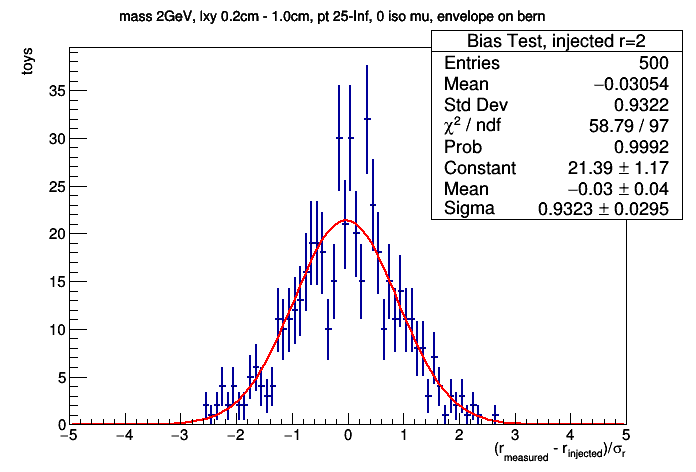 mass 2GeV, lxy 0.2cm - 1.0cm, pt 25-Inf, 0 iso mu, envelope on bern
Bias Test, injected r=2
Entries 500
Mean −0.03054
Std Dev 0.9322
χ² / ndf 58.79 / 97
Prob 0.9992
Constant 21.39 ± 1.17
Mean −0.03 ± 0.04
Sigma 0.9323 ± 0.0295
toys
35
30
25
20
15
10
5
0
−5 −4 −3 −2 −1 0 1 2 3 4 5
(r_measured - r_injected)/σ_r